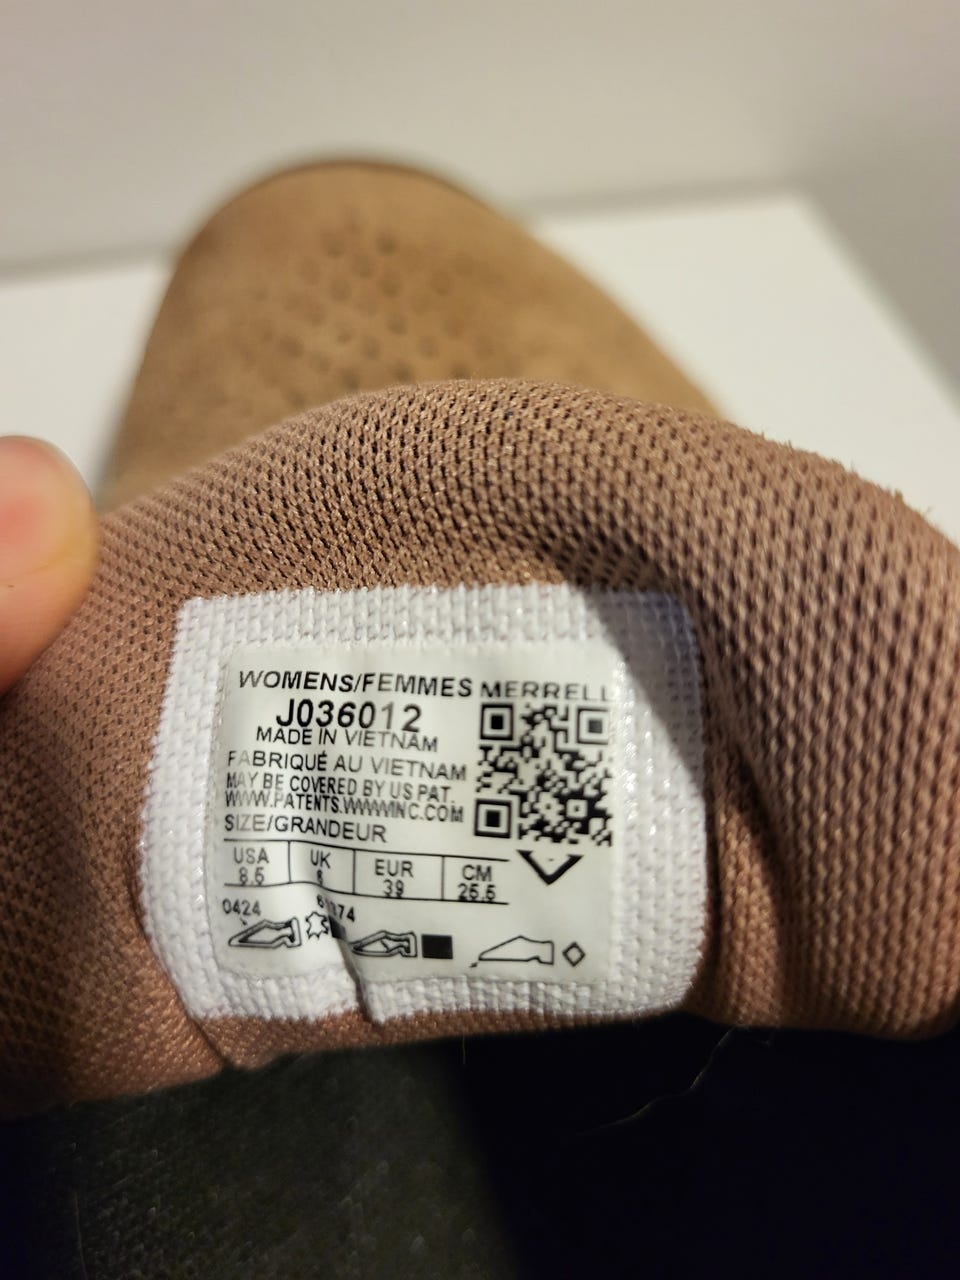 WOMENS/FEMMES MERRELL
J036012
MADE IN VIETNAM
FABRIQUÉ AU VIETNAM
MAY BE COVERED BY US PAT.
WWW.PATENTS.WWWINC.COM
SIZE/GRANDEUR
USA UK EUR CM
8.5 39 25.5
0424